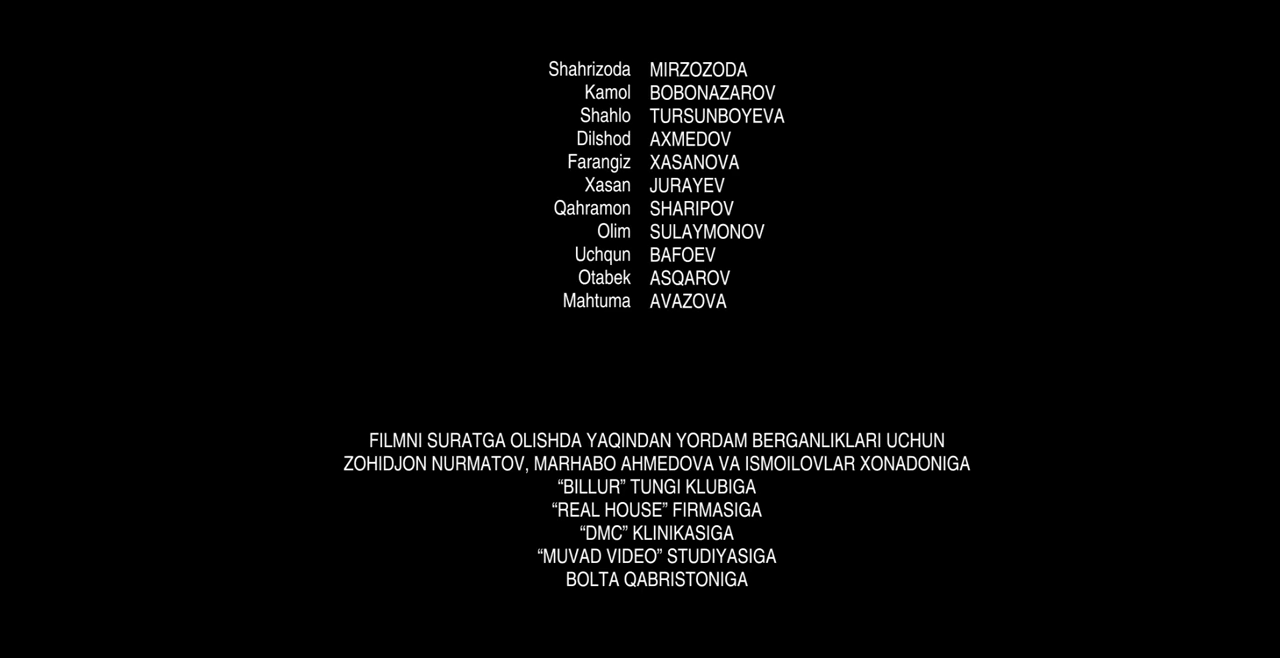 Shahrizoda MIRZOZODA
Kamol BOBONAZAROV
Shahlo TURSUNBOYEVA
Dilshod AXMEDOV
Farangiz XASANOVA
Xasan JURAYEV
Qahramon SHARIPOV
Olim SULAYMONOV
Uchqun BAFOEV
Otabek ASQAROV
Mahtuma AVAZOVA
FILMNI SURATGA OLISHDA YAQINDAN YORDAM BERGANLIKLARI UCHUN
ZOHIDJON NURMATOV, MARHABO AHMEDOVA VA ISMOILOVLAR XONADONIGA
“BILLUR” TUNGI KLUBIGA
“REAL HOUSE” FIRMASIGA
“DMC” KLINIKASIGA
“MUVAD VIDEO” STUDIYASIGA
BOLTA QABRISTONIGA